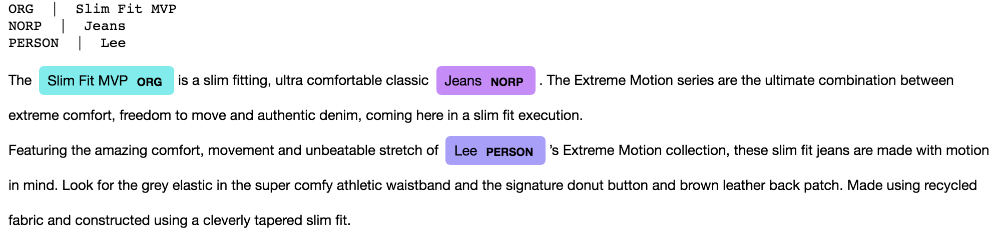 ORG | Slim Fit MVP
NORP | Jeans
PERSON | Lee
The Slim Fit MVP ORG is a slim fitting, ultra comfortable classic Jeans NORP . The Extreme Motion series are the ultimate combination between
extreme comfort, freedom to move and authentic denim, coming here in a slim fit execution.
Featuring the amazing comfort, movement and unbeatable stretch of Lee PERSON ’s Extreme Motion collection, these slim fit jeans are made with motion
in mind. Look for the grey elastic in the super comfy athletic waistband and the signature donut button and brown leather back patch. Made using recycled
fabric and constructed using a cleverly tapered slim fit.